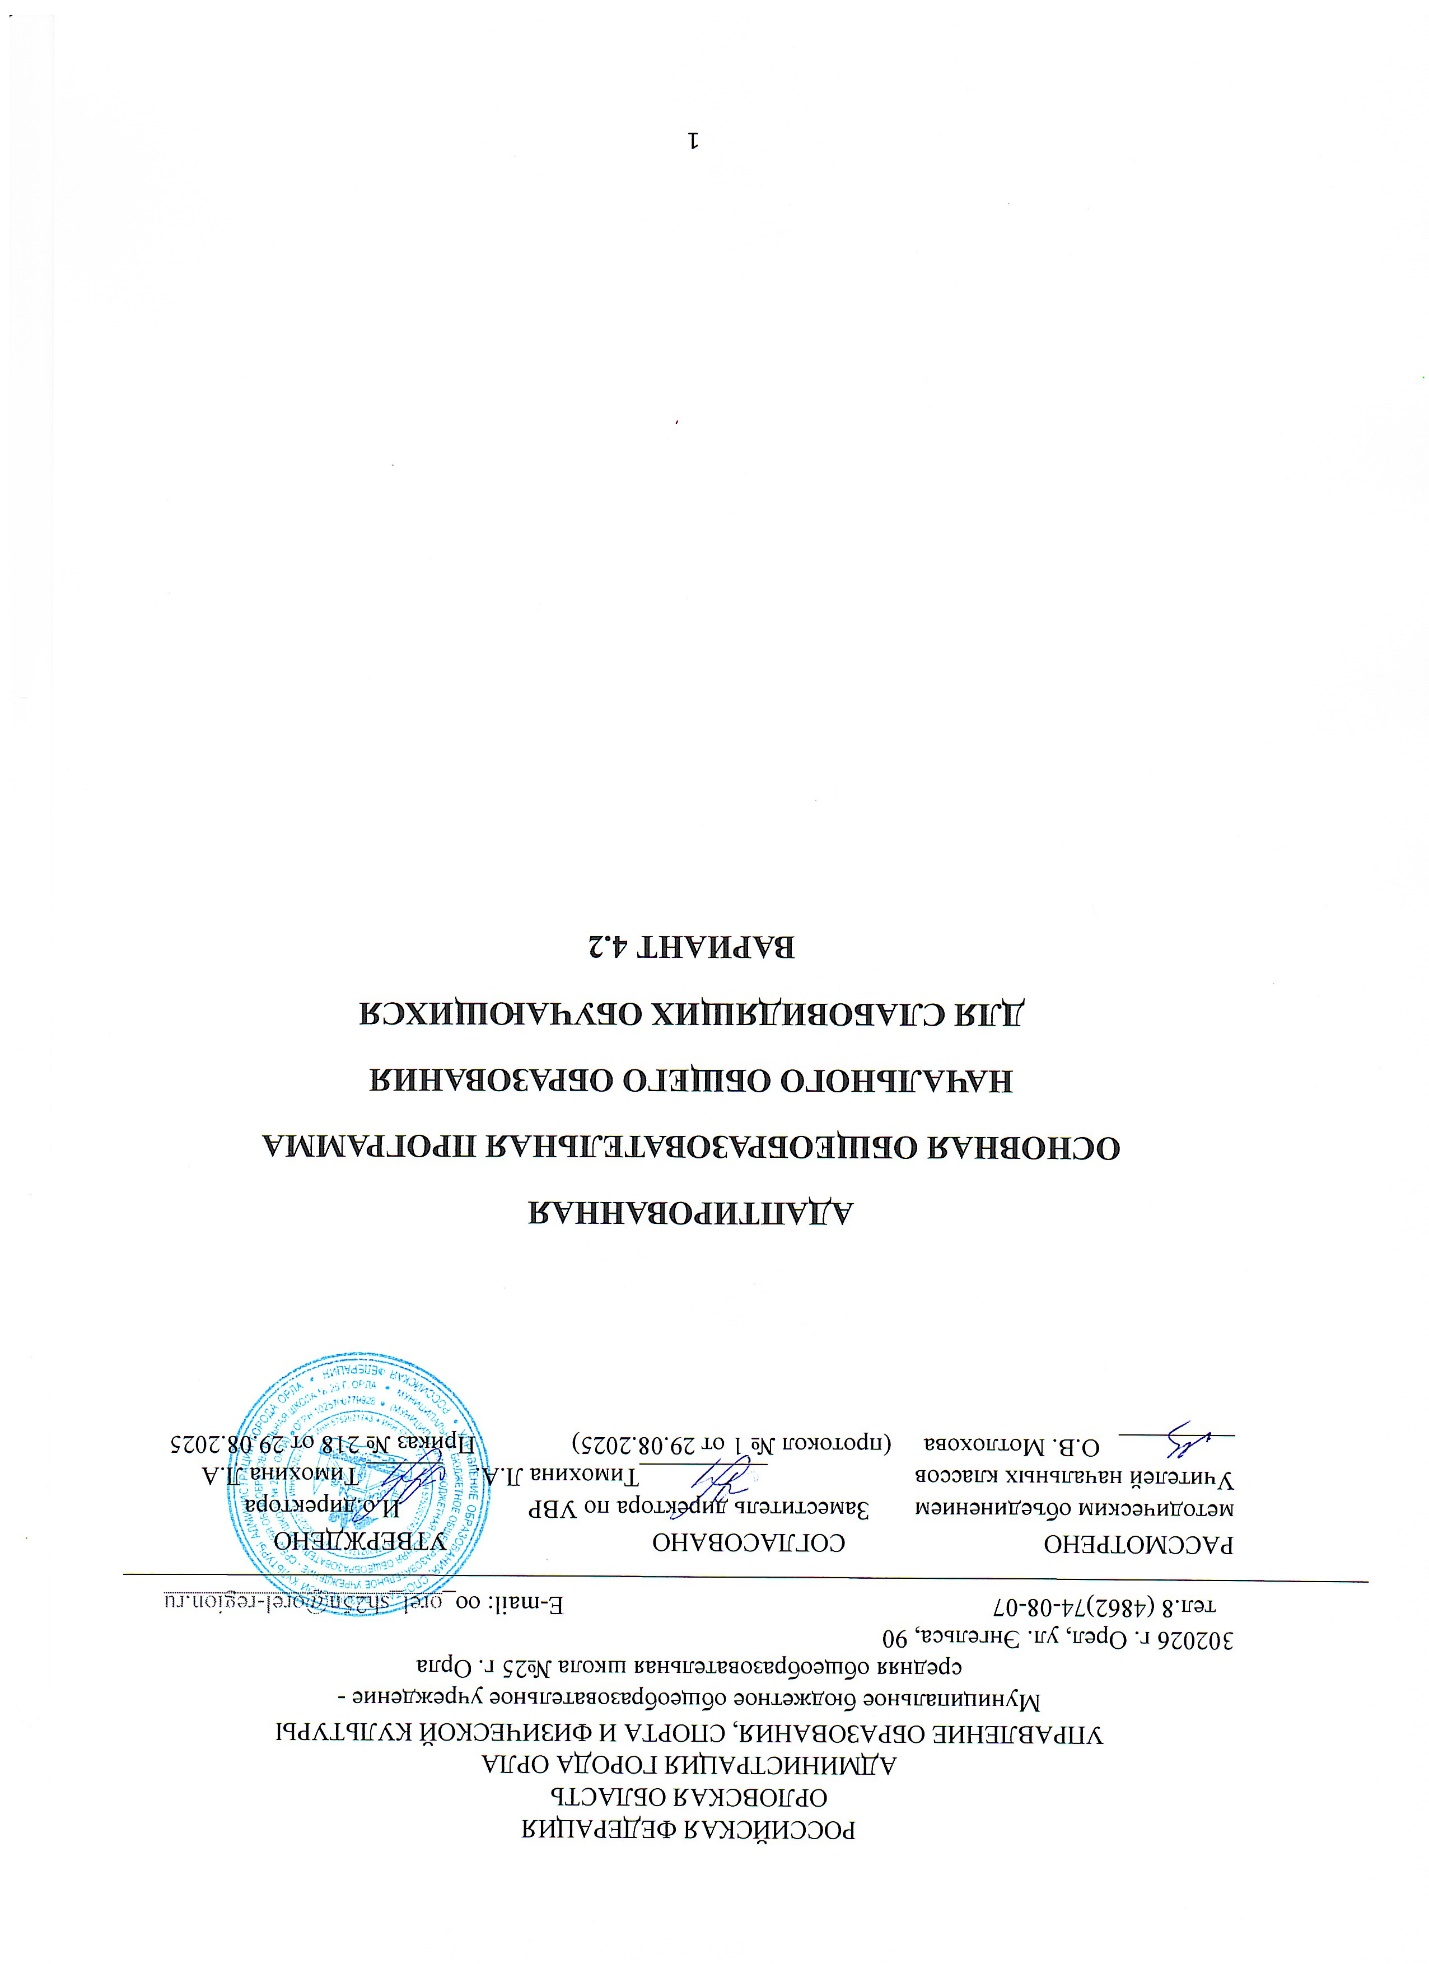 РОССИЙСКАЯ ФЕДЕРАЦИЯ
ОРЛОВСКАЯ ОБЛАСТЬ
АДМИНИСТРАЦИЯ ГОРОДА ОРЛА
УПРАВЛЕНИЕ ОБРАЗОВАНИЯ, СПОРТА И ФИЗИЧЕСКОЙ КУЛЬТУРЫ
Муниципальное бюджетное общеобразовательное учреждение -
средняя общеобразовательная школа №25 г. Орла
302026 г. Орел, ул. Энгельса, 90
тел.8 (4862)74-08-07 E-mail: oo_orel_sh25n@orel-region.ru
РАССМОТРЕНО СОГЛАСОВАНО УТВЕРЖДЕНО
методическим объединением Заместитель директора по УВР И.о.директора
Учителей начальных классов Тимохина Л.А. Тимохина Л.А
О.В. Мотлохова (протокол № 1 от 29.08.2025) Приказ № 218 от 29.08.2025
АДАПТИРОВАННАЯ
ОСНОВНАЯ ОБЩЕОБРАЗОВАТЕЛЬНАЯ ПРОГРАММА
НАЧАЛЬНОГО ОБЩЕГО ОБРАЗОВАНИЯ
ДЛЯ СЛАБОВИДЯЩИХ ОБУЧАЮЩИХСЯ
ВАРИАНТ 4.2
1